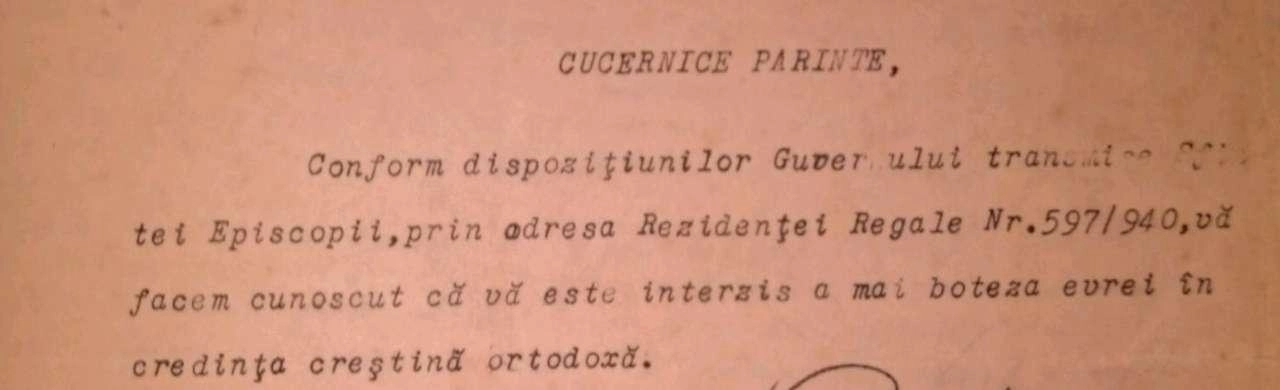 CUCERNICE PARINTE,
Conform dispoziţiunilor Guvernului transmise
tei Episcopii,prin adresa Rezidenţei Regale Nr.597/940,vă
facem cunoscut că vă este interzis a mai boteza evrei în
credinţa creştină ortodoxă.